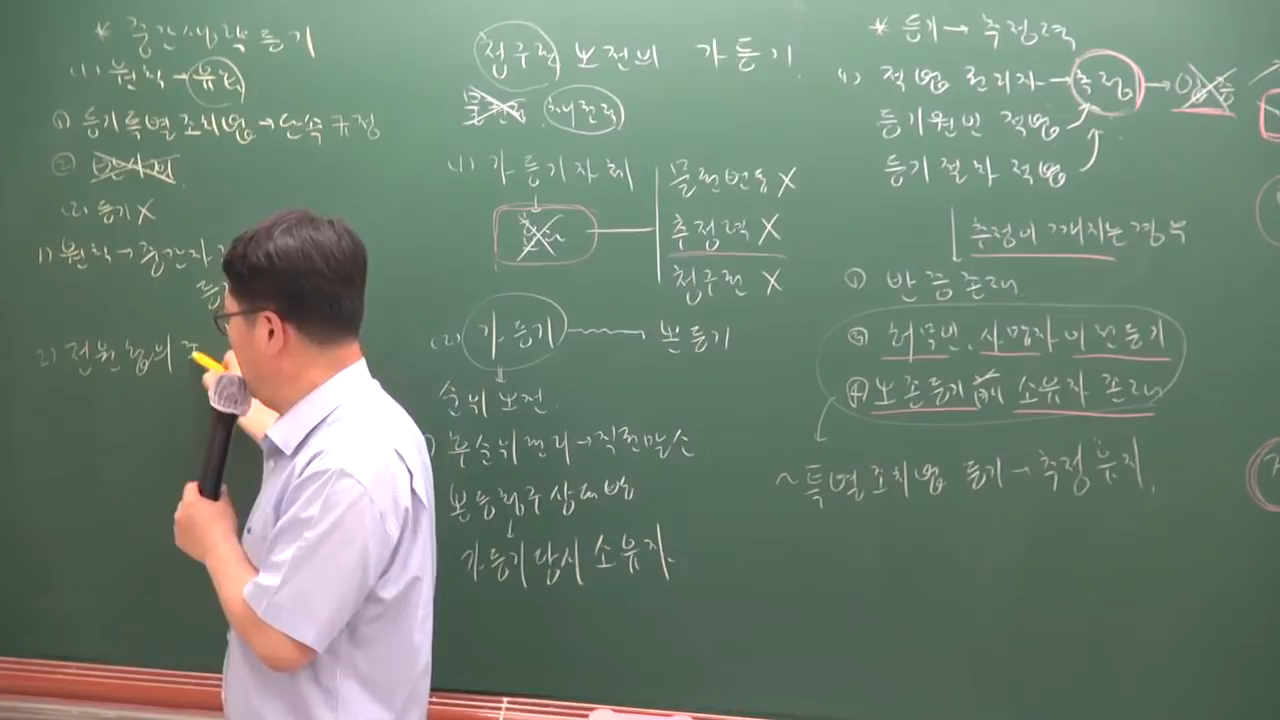 * 중간생략등기
(1) 원칙 → 유효
① 등기특별조치법 → 단속규정
②
(2) 등기 X
1) 원칙 → 중간자
등
2) 전원 합의
청구권 보전의 가등기
채권적
(1) 가등기 자체
물권변동 X
추정력 X
청구권 X
(2) 가등기 본등기
순위보전
후순위권리 → 직권말소
본등청구 상대방
가등기 당시 소유자
* 등기 → 추정력
(1) 적법 권리자 → 추정
등기원인 적법
등기절차 적법
추정이 깨지는 경우
① 반증 존재
허무인, 사망자 이전등기
④ 보존등기 소유자 존재
~ 특별조치법 등기 → 추정 유지